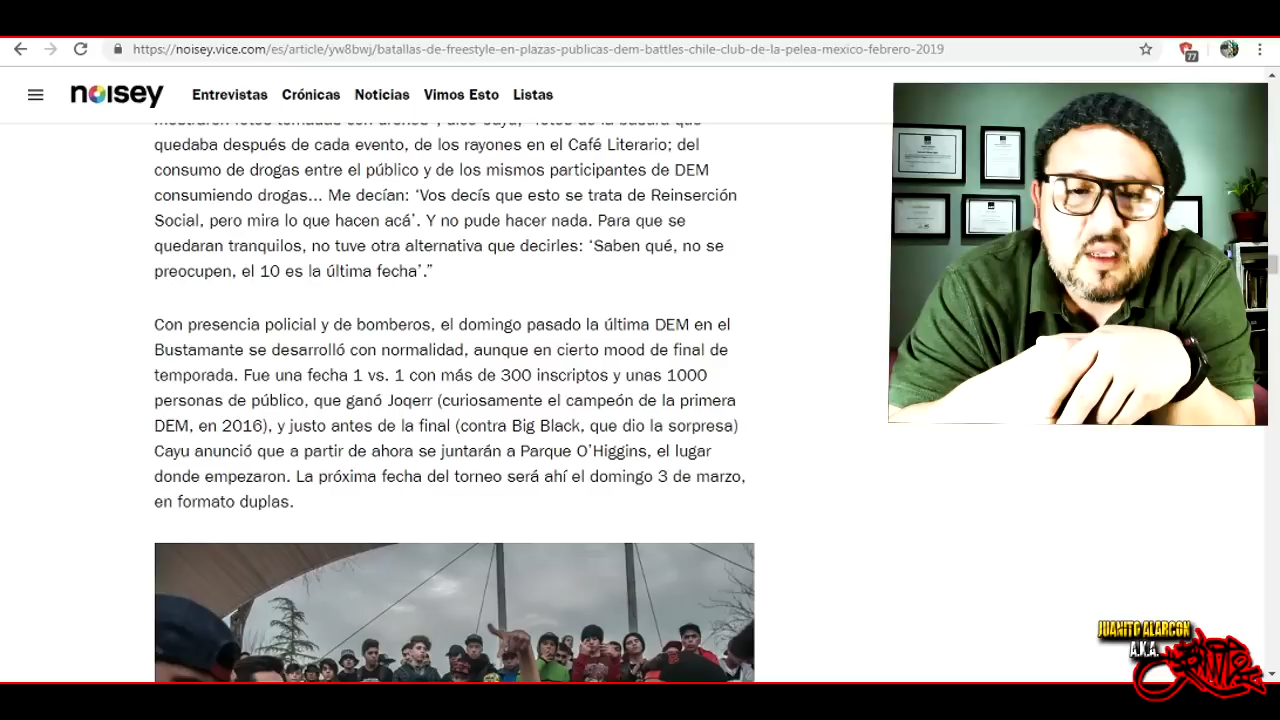 https://noisey.vice.com/es/article/yw8bwj/batallas-de-freestyle-en-plazas-publicas-dem-battles-chile-club-de-la-pelea-mexico-febrero-2019
77
noisey Entrevistas Crónicas Noticias Vimos Esto Listas
quedaba después de cada evento, de los rayones en el Café Literario; del
consumo de drogas entre el público y de los mismos participantes de DEM
consumiendo drogas... Me decían: ‘Vos decís que esto se trata de Reinserción
Social, pero mira lo que hacen acá’. Y no pude hacer nada. Para que se
quedaran tranquilos, no tuve otra alternativa que decirles: ‘Saben qué, no se
preocupen, el 10 es la última fecha’.”
Con presencia policial y de bomberos, el domingo pasado la última DEM en el
Bustamante se desarrolló con normalidad, aunque en cierto mood de final de
temporada. Fue una fecha 1 vs. 1 con más de 300 inscriptos y unas 1000
personas de público, que ganó Joqerr (curiosamente el campeón de la primera
DEM, en 2016), y justo antes de la final (contra Big Black, que dio la sorpresa)
Cayu anunció que a partir de ahora se juntarán a Parque O’Higgins, el lugar
donde empezaron. La próxima fecha del torneo será ahí el domingo 3 de marzo,
en formato duplas.
JUANITO ALARCON
A.K.A.